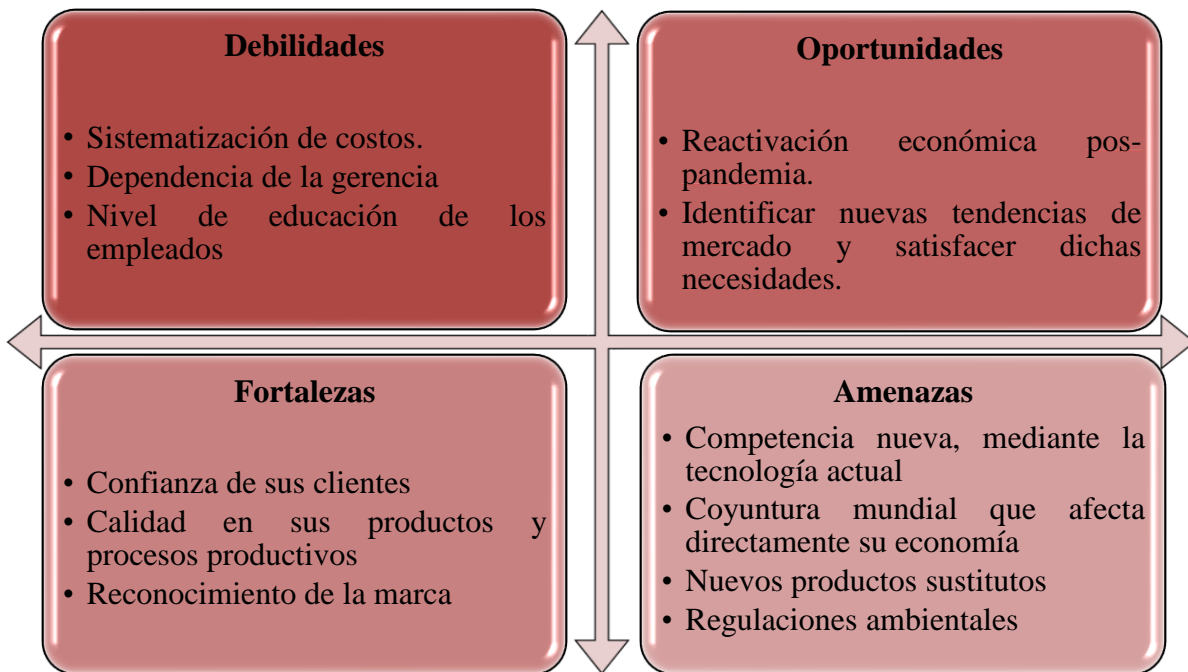 Debilidades
• Sistematización de costos.
• Dependencia de la gerencia
• Nivel de educación de los
empleados
Oportunidades
• Reactivación económica pos-
pandemia.
• Identificar nuevas tendencias de
mercado y satisfacer dichas
necesidades.
Fortalezas
• Confianza de sus clientes
• Calidad en sus productos y
procesos productivos
• Reconocimiento de la marca
Amenazas
• Competencia nueva, mediante la
tecnología actual
• Coyuntura mundial que afecta
directamente su economía
• Nuevos productos sustitutos
• Regulaciones ambientales